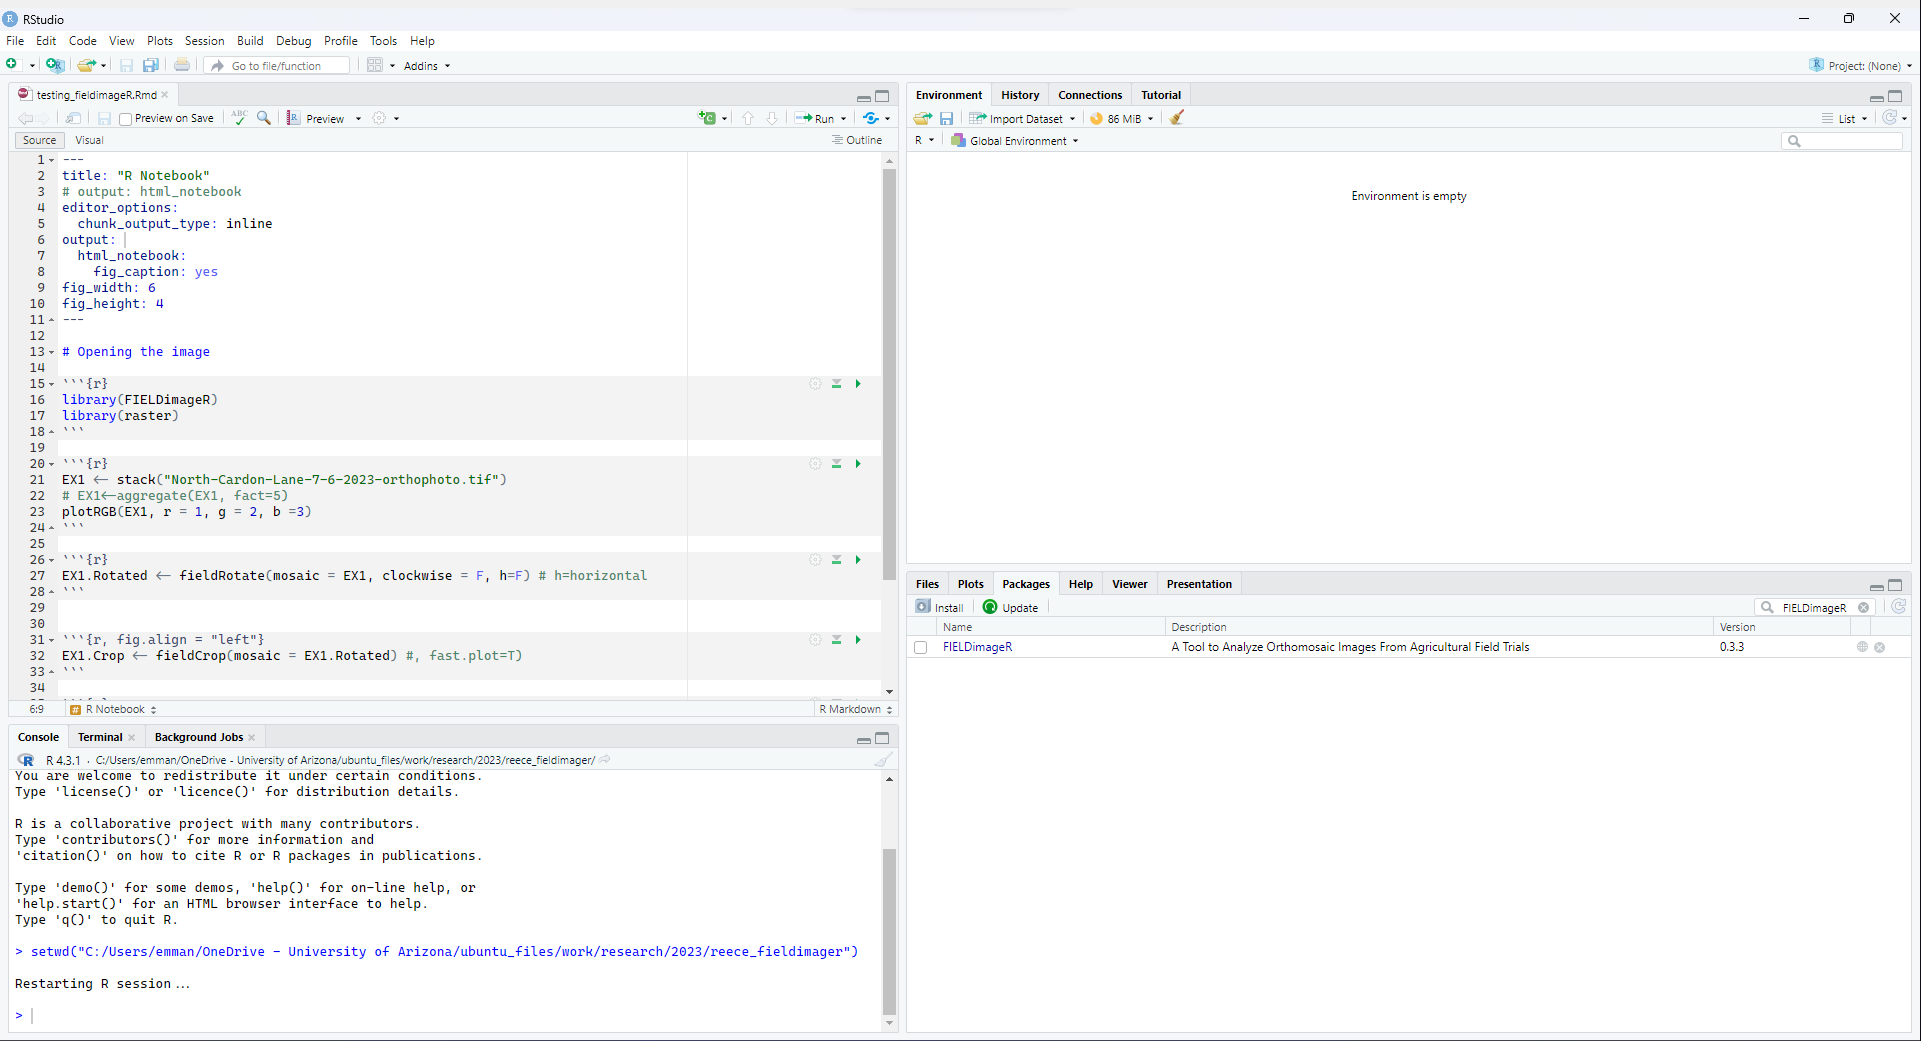 RStudio
File Edit Code View Plots Session Build Debug Profile Tools Help
Go to file/function Addins Project: (None)
testing_fieldimageR.Rmd
Preview on Save ABC Preview Run
Source Visual Outline
1 ---
2 title: "R Notebook"
3 # output: html_notebook
4 editor_options:
5 chunk_output_type: inline
6 output:
7 html_notebook:
8 fig_caption: yes
9 fig_width: 6
10 fig_height: 4
11 ---
12
13 # Opening the image
14
15 ```{r}
16 library(FIELDimageR)
17 library(raster)
18 ```
19
20 ```{r}
21 EX1 <- stack("North-Cardon-Lane-7-6-2023-orthophoto.tif")
22 # EX1<-aggregate(EX1, fact=5)
23 plotRGB(EX1, r = 1, g = 2, b =3)
24 ```
25
26 ```{r}
27 EX1.Rotated <- fieldRotate(mosaic = EX1, clockwise = F, h=F) # h=horizontal
28 ```
29
30
31 ```{r, fig.align = "left"}
32 EX1.Crop <- fieldCrop(mosaic = EX1.Rotated) #, fast.plot=T)
33 ```
34
6:9 # R Notebook R Markdown
Console Terminal Background Jobs
R 4.3.1 · C:/Users/emman/OneDrive - University of Arizona/ubuntu_files/work/research/2023/reece_fieldimager/
You are welcome to redistribute it under certain conditions.
Type 'license()' or 'licence()' for distribution details.
R is a collaborative project with many contributors.
Type 'contributors()' for more information and
'citation()' on how to cite R or R packages in publications.
Type 'demo()' for some demos, 'help()' for on-line help, or
'help.start()' for an HTML browser interface to help.
Type 'q()' to quit R.
> setwd("C:/Users/emman/OneDrive - University of Arizona/ubuntu_files/work/research/2023/reece_fieldimager")
Restarting R session...
>
Environment History Connections Tutorial
Import Dataset 86 MiB List
R Global Environment
Environment is empty
Files Plots Packages Help Viewer Presentation
Install Update FIELDimageR
Name Description Version
FIELDimageR A Tool to Analyze Orthomosaic Images From Agricultural Field Trials 0.3.3